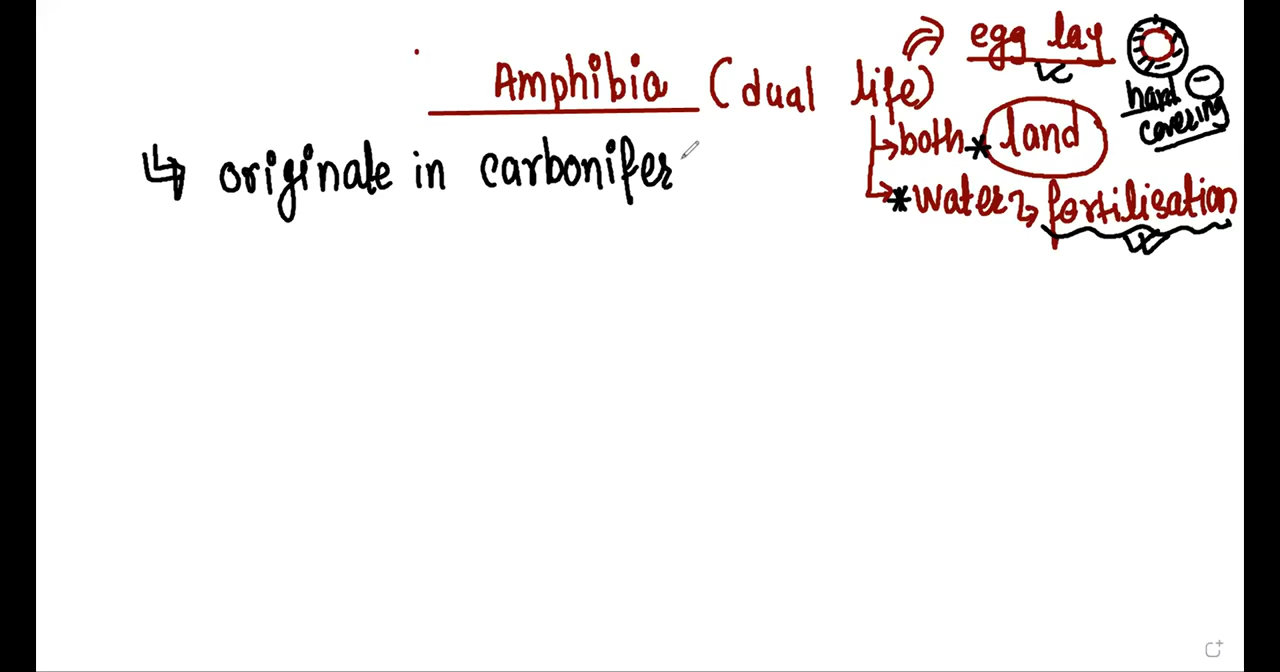 egg lay
Amphibia (dual life)
hard
covering
both * land
originate in carbonifer
* water → fertilisation